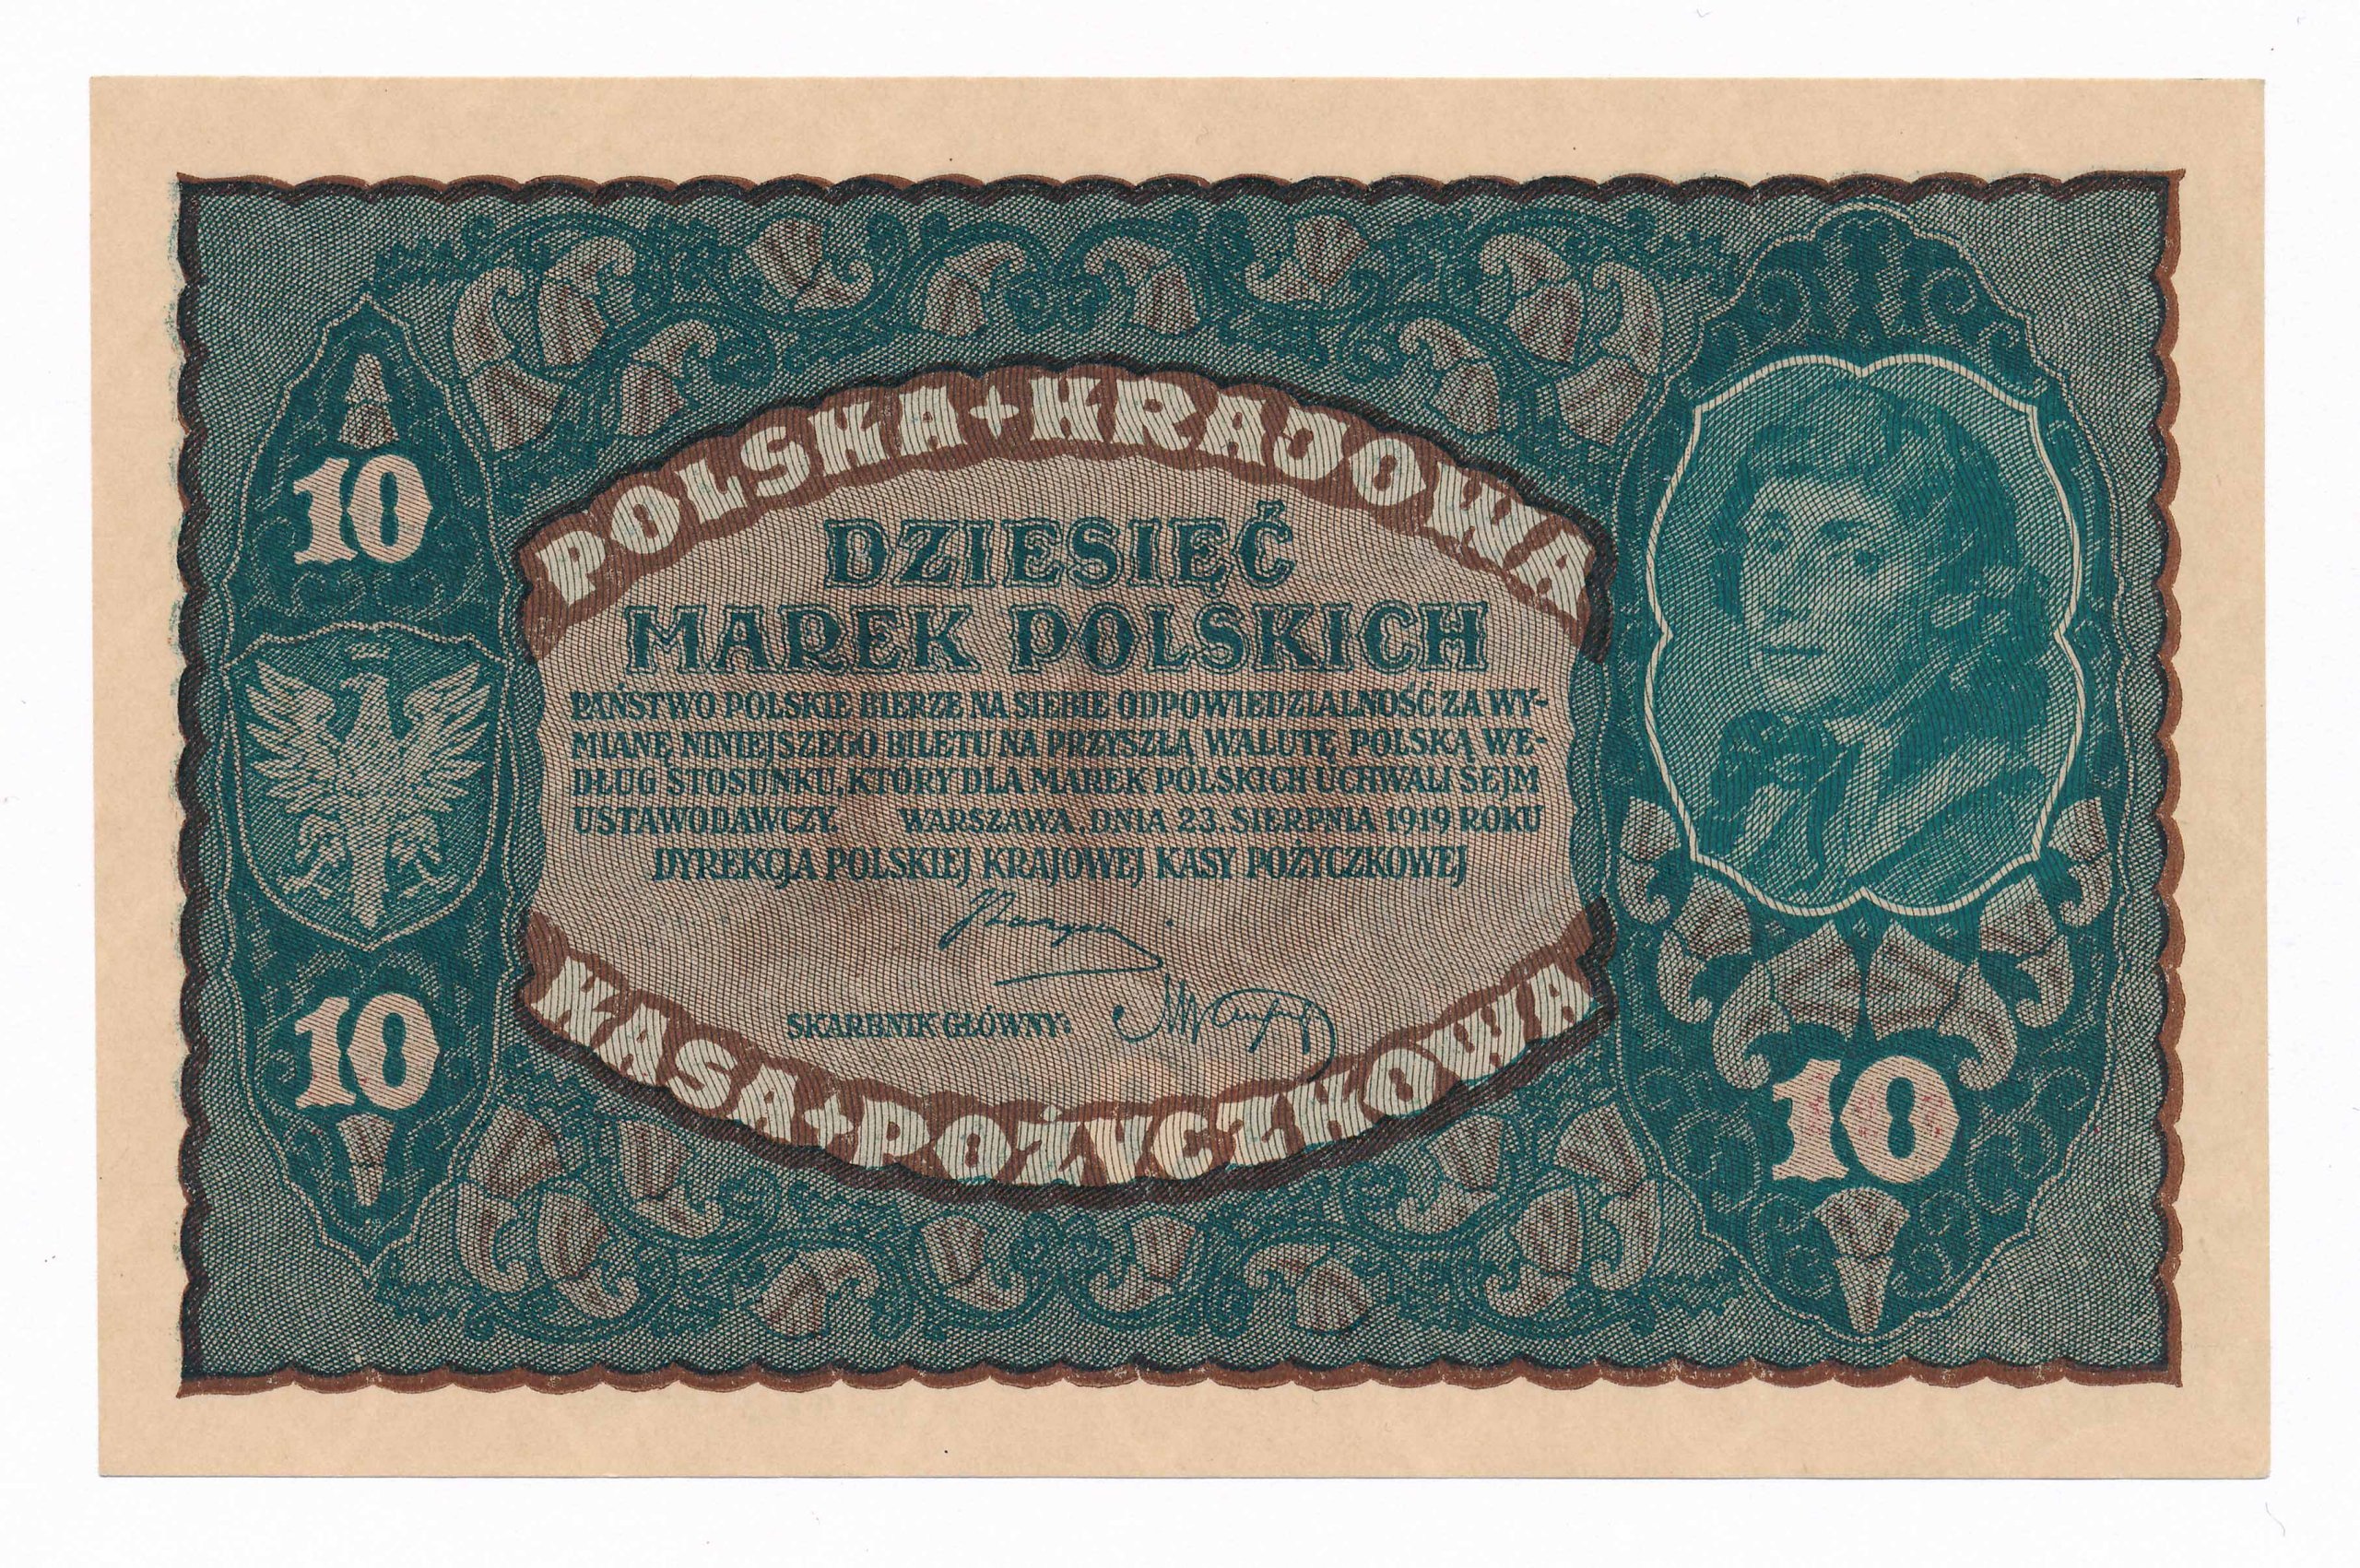 POLSKA + KRAJOWA
10
DZIESIĘĆ
MAREK POLSKICH
PAŃSTWO POLSKIE BIERZE NA SIEBIE ODPOWIEDZIALNOŚĆ ZA WY-
MIANĘ NINIEJSZEGO BILETU NA PRZYSZŁĄ WALUTĘ POLSKĄ WE-
DŁUG STOSUNKU, KTÓRY DLA MAREK POLSKICH UCHWALI SEJM
USTAWODAWCZY. WARSZAWA, DNIA 23. SIERPNIA 1919 ROKU
DYREKCJA POLSKIEJ KRAJOWEJ KASY POŻYCZKOWEJ
SKARBNIK GŁÓWNY:
KASA + POŻYCZKOWA
10
10